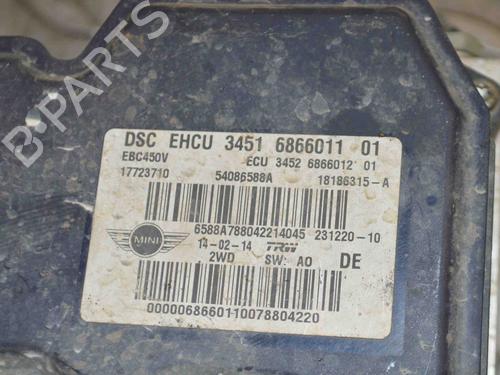 B-PARTS
DSC EHCU 3451 6866011 01
EBC450V ECU 3452 6866012 01
17723710 54086588A 18186315-A
6588A788042214045 231220-10
MINI 14-02-14 TRW DE
2WD SW: A0
0000068660110078804220